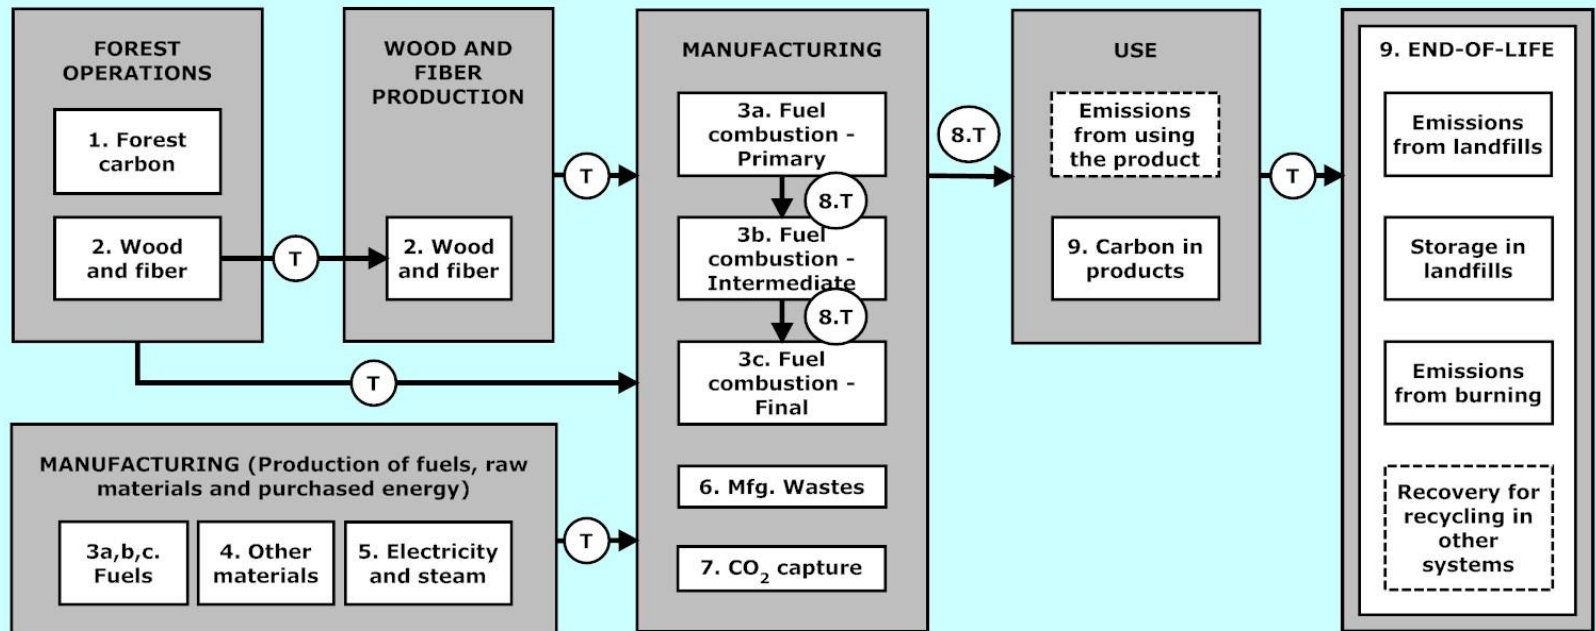 FOREST
OPERATIONS
1. Forest
carbon
2. Wood
and fiber
T
WOOD AND
FIBER
PRODUCTION
2. Wood
and fiber
T
T
MANUFACTURING (Production of fuels, raw
materials and purchased energy)
3a,b,c.
Fuels
4. Other
materials
5. Electricity
and steam
T
MANUFACTURING
3a. Fuel
combustion -
Primary
8.T
3b. Fuel
combustion -
Intermediate
8.T
3c. Fuel
combustion -
Final
6. Mfg. Wastes
7. CO₂ capture
8.T
USE
Emissions
from using
the product
9. Carbon in
products
T
9. END-OF-LIFE
Emissions
from landfills
Storage in
landfills
Emissions
from burning
Recovery for
recycling in
other
systems